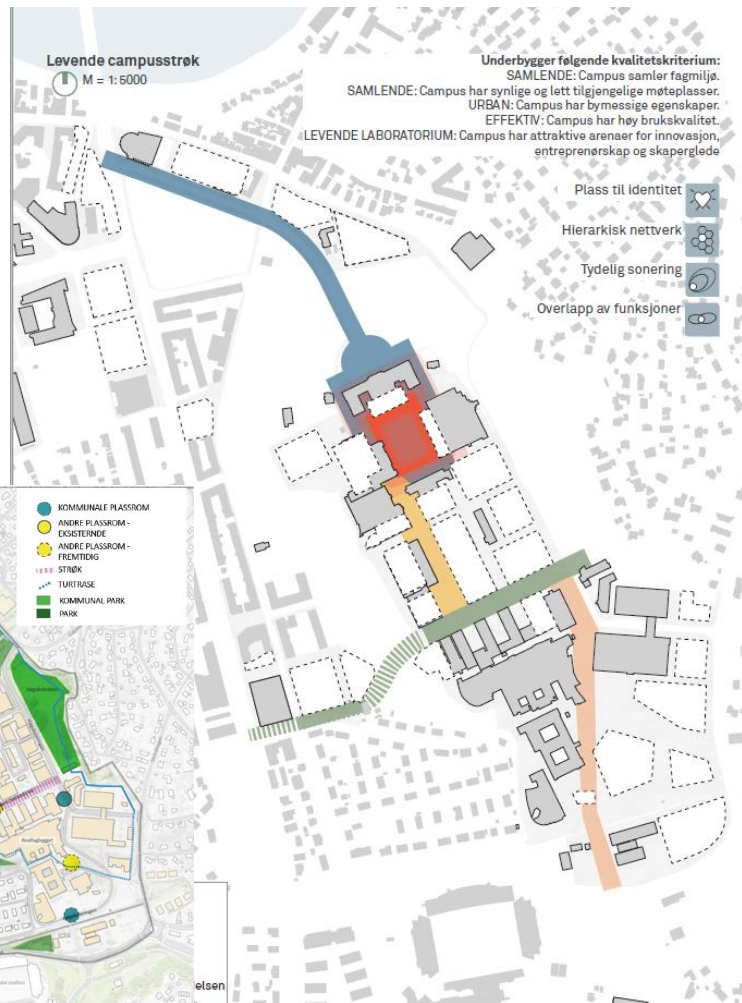 Levende campusstrøk
M = 1: 5000
Underbygger følgende kvalitetskriterium:
SAMLENDE: Campus samler fagmiljø.
SAMLENDE: Campus har synlige og lett tilgjengelige møteplasser.
URBAN: Campus har bymessige egenskaper.
EFFEKTIV: Campus har høy brukskvalitet.
LEVENDE LABORATORIUM: Campus har attraktive arenaer for innovasjon,
entreprenørskap og skaperglede
Plass til identitet
Hierarkisk nettverk
Tydelig sonering
Overlapp av funksjoner
KOMMUNALE PLASSROM
ANDRE PLASSROM -
EKSISTERNDE
ANDRE PLASSROM -
FREMTIDIG
STRØK
TURTRASE
KOMMUNAL PARK
PARK
elsen